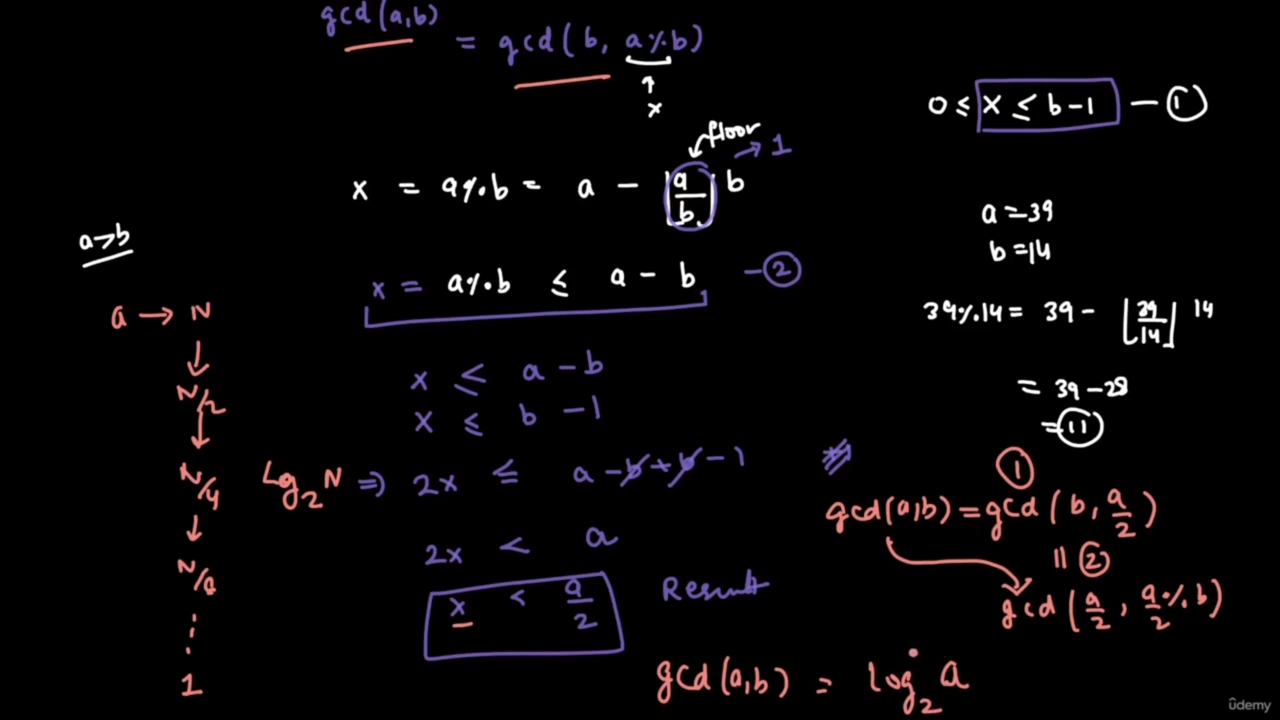 gcd(a,b) = gcd(b, a%b)
x
0 ≤ x ≤ b-1 — ①
floor
→ 1
x = a%b = a - ⌊a/b⌋ b
a = 39
b = 14
a>b
x = a%b ≤ a - b — ②
a → N
39%14 = 39 - ⌊39/14⌋ 14
x ≤ a - b
= 39-28
N/2
x ≤ b - 1
= 11
N/4
Log₂N ⇒ 2x ≤ a - b + b - 1
①
gcd(a,b) = gcd(b, a/2)
2x < a
|| ②
N/8
x < a/2 Result
gcd(a/2, a/2 % b)
1
gcd(a,b) = log₂ a
ûdemy